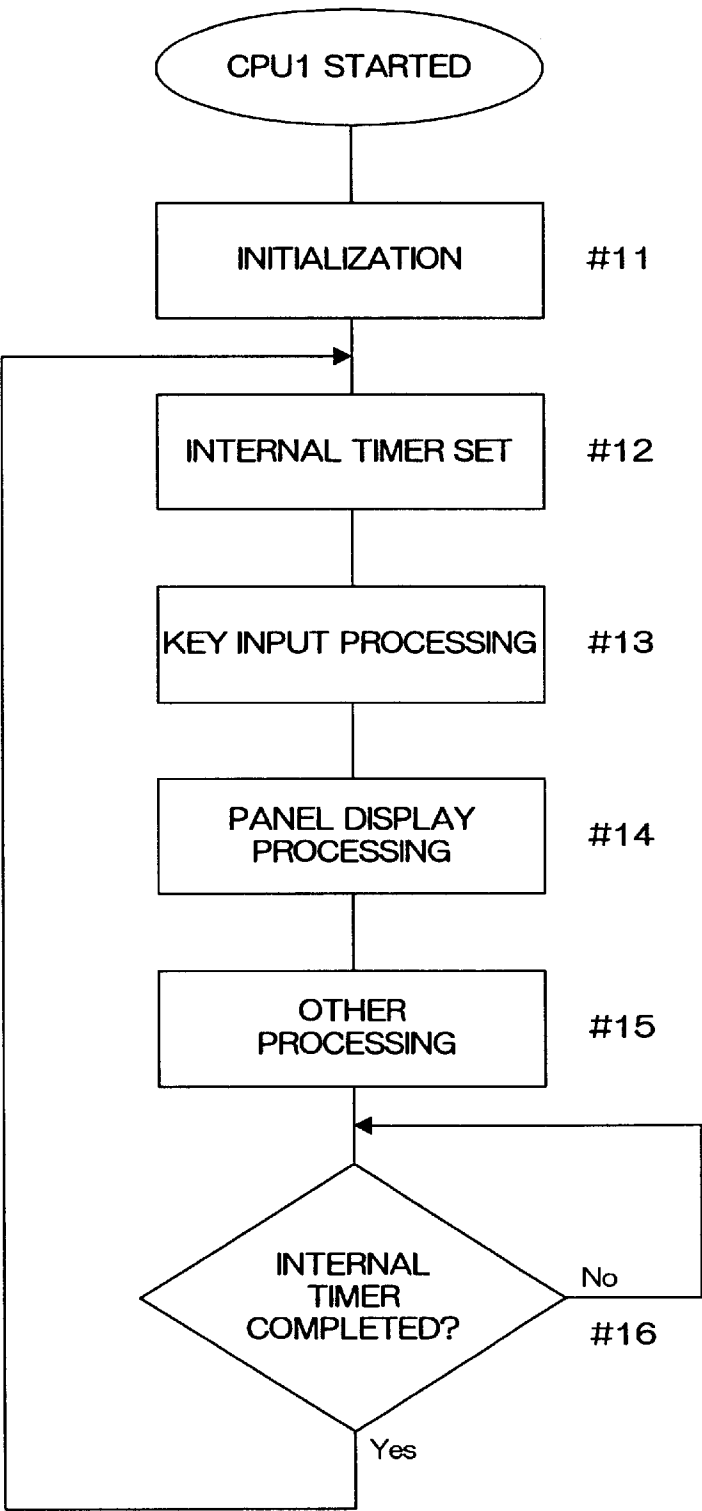 CPU1 STARTED
INITIALIZATION
#11
INTERNAL TIMER SET
#12
KEY INPUT PROCESSING
#13
PANEL DISPLAY
PROCESSING
#14
OTHER
PROCESSING
#15
INTERNAL
TIMER
COMPLETED?
No
#16
Yes